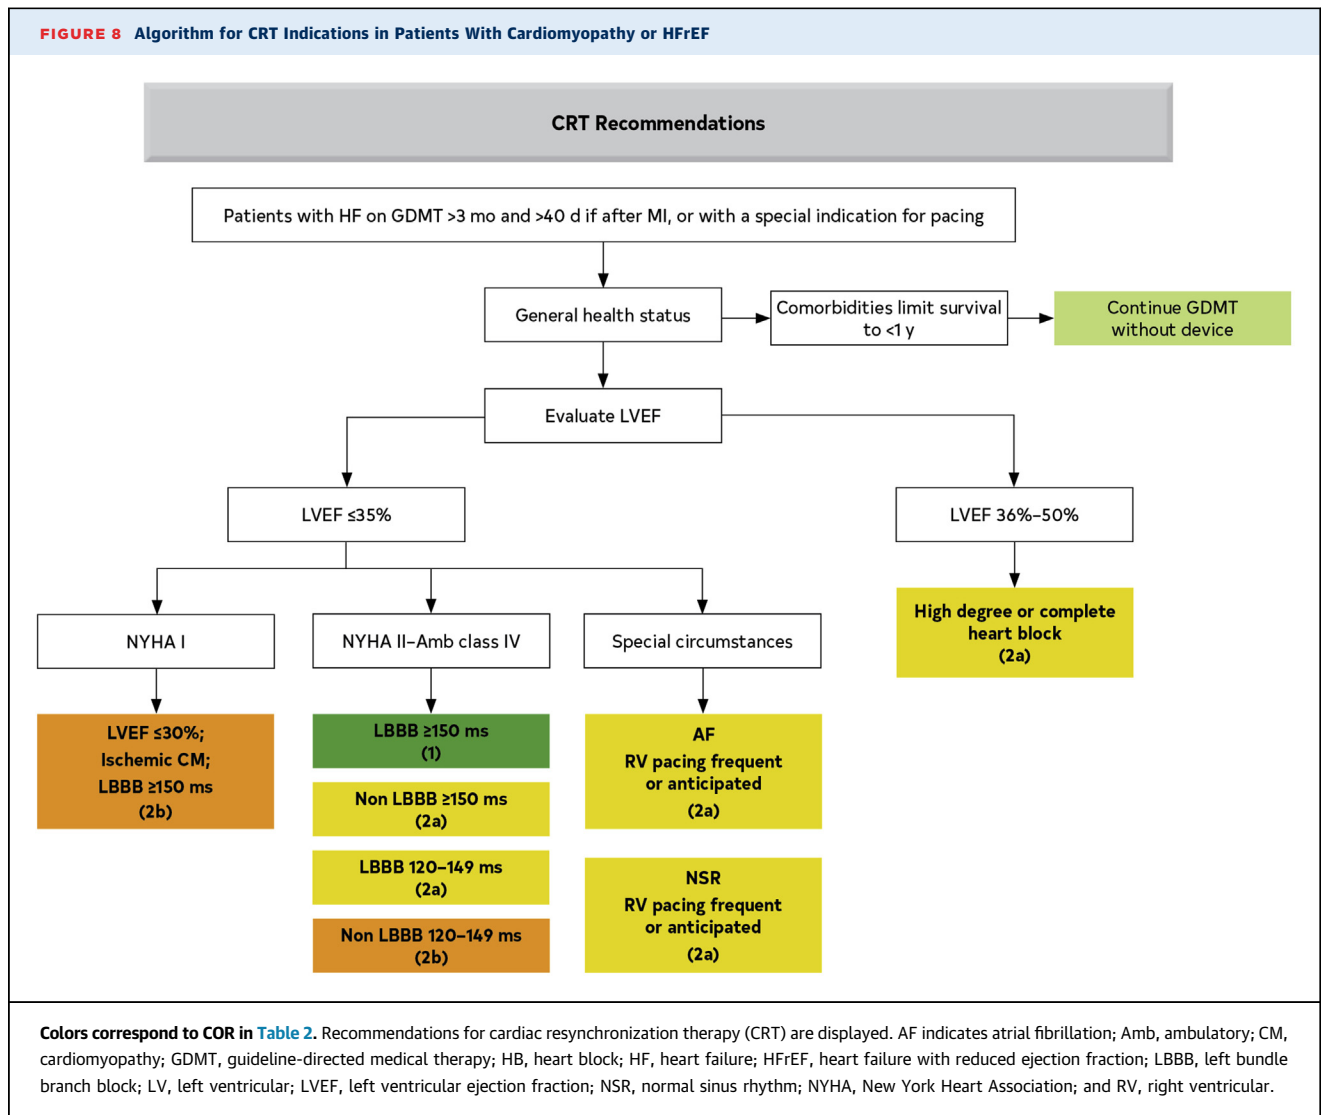 FIGURE 8 Algorithm for CRT Indications in Patients With Cardiomyopathy or HFrEF
CRT Recommendations
Patients with HF on GDMT >3 mo and >40 d if after MI, or with a special indication for pacing
General health status
Comorbidities limit survival
to <1 y
Continue GDMT
without device
Evaluate LVEF
LVEF ≤35%
LVEF 36%–50%
High degree or complete
heart block
(2a)
NYHA I
NYHA II–Amb class IV
Special circumstances
LVEF ≤30%;
Ischemic CM;
LBBB ≥150 ms
(2b)
LBBB ≥150 ms
(1)
Non LBBB ≥150 ms
(2a)
LBBB 120–149 ms
(2a)
Non LBBB 120–149 ms
(2b)
AF
RV pacing frequent
or anticipated
(2a)
NSR
RV pacing frequent
or anticipated
(2a)
Colors correspond to COR in Table 2. Recommendations for cardiac resynchronization therapy (CRT) are displayed. AF indicates atrial fibrillation; Amb, ambulatory; CM,
cardiomyopathy; GDMT, guideline-directed medical therapy; HB, heart block; HF, heart failure; HFrEF, heart failure with reduced ejection fraction; LBBB, left bundle
branch block; LV, left ventricular; LVEF, left ventricular ejection fraction; NSR, normal sinus rhythm; NYHA, New York Heart Association; and RV, right ventricular.